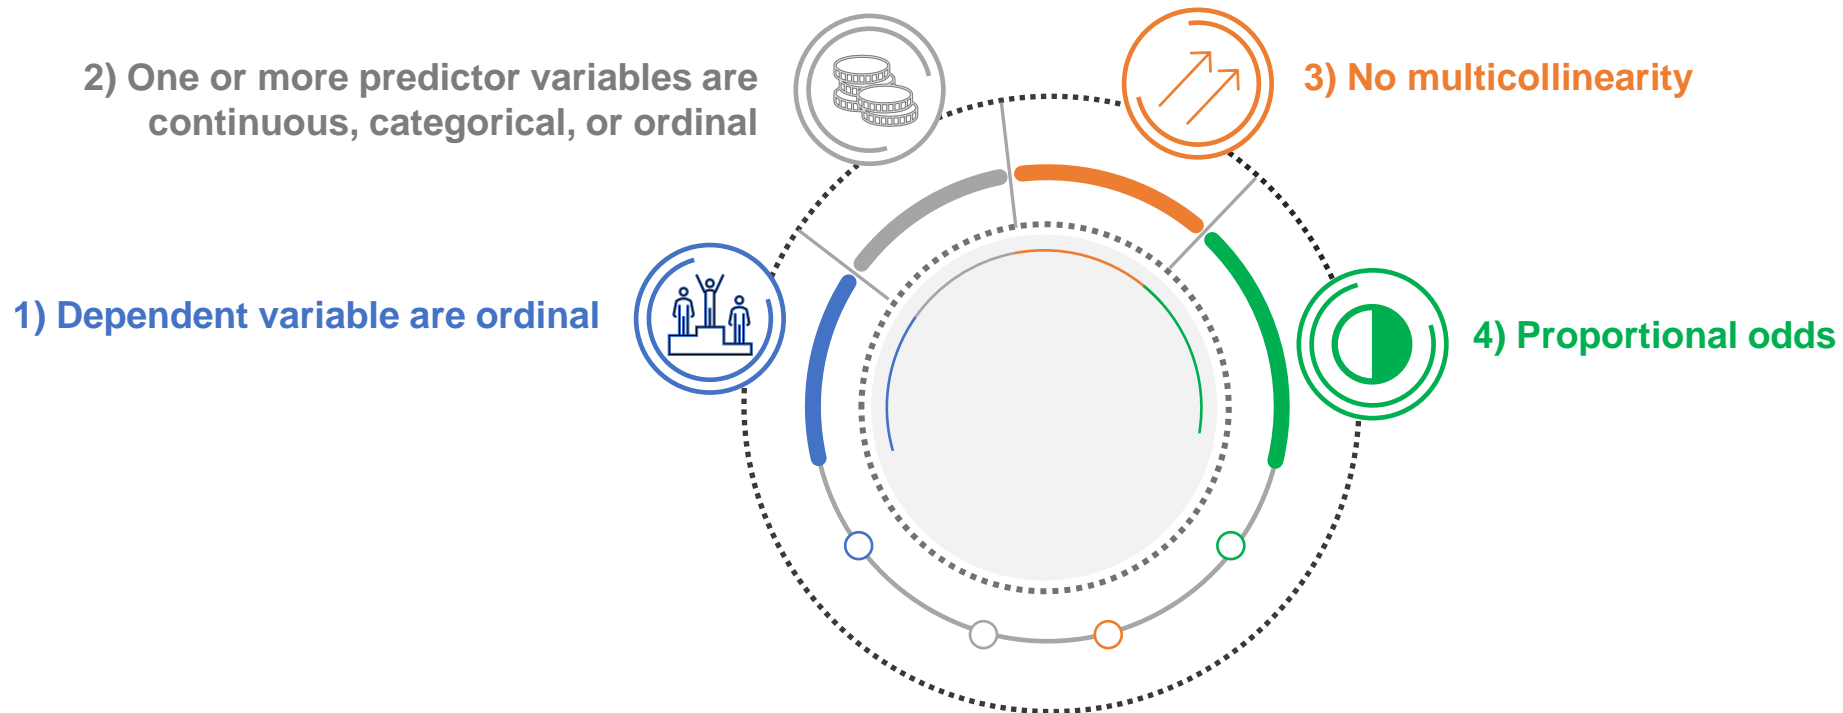 1) Dependent variable are ordinal
2) One or more predictor variables are
continuous, categorical, or ordinal
3) No multicollinearity
4) Proportional odds